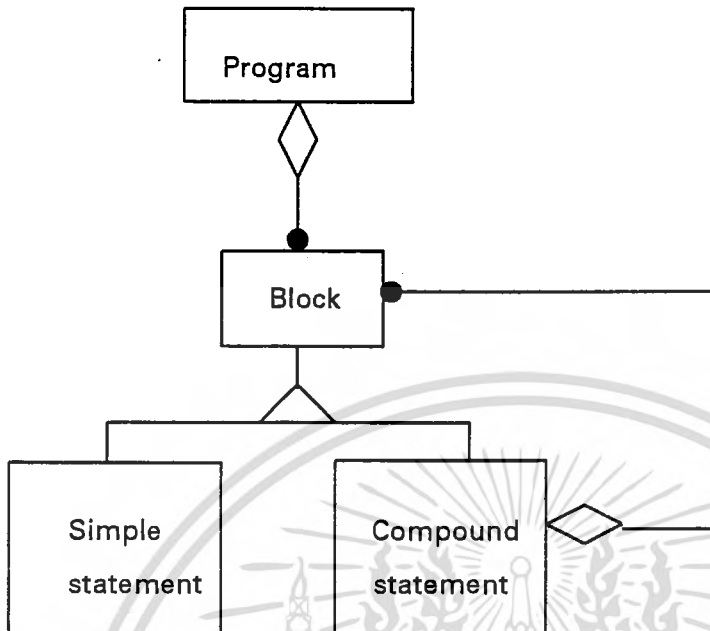 Program
Block
Simple
statement
Compound
statement